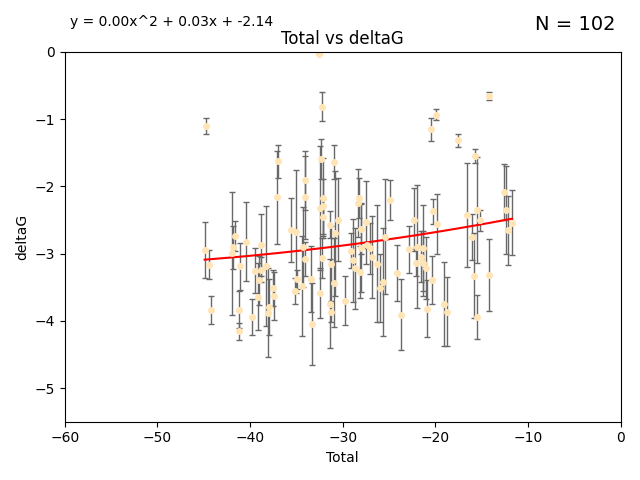 y = 0.00x^2 + 0.03x + -2.14
N = 102
Total vs deltaG
deltaG
0
−1
−2
−3
−4
−5
−60
−50
−40
−30
−20
−10
0
Total